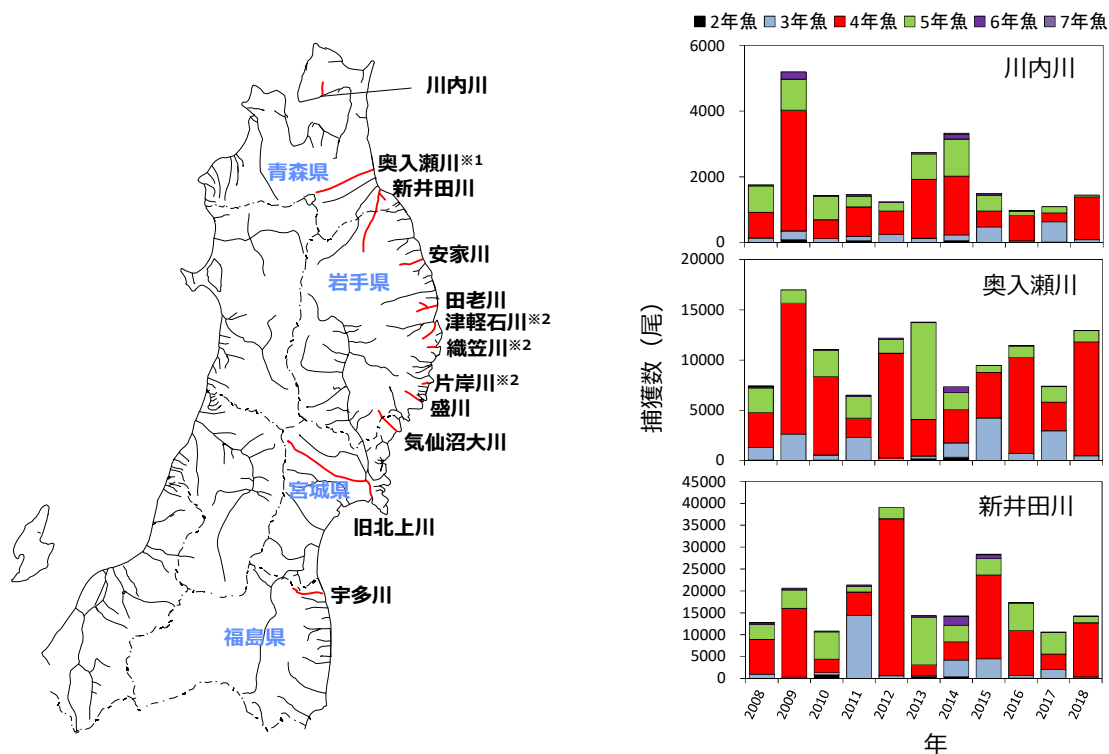 川内川
奥入瀬川※1
青森県
新井田川
安家川
岩手県
田老川
津軽石川※2
織笠川※2
片岸川※2
盛川
気仙沼大川
宮城県
旧北上川
宇多川
福島県
■2年魚 ■3年魚 ■4年魚 ■5年魚 ■6年魚 ■7年魚
捕獲数（尾）
川内川
6000
4000
2000
0
奥入瀬川
20000
15000
10000
5000
0
新井田川
45000
40000
35000
30000
25000
20000
15000
10000
5000
0
2008 2009 2010 2011 2012 2013 2014 2015 2016 2017 2018
年